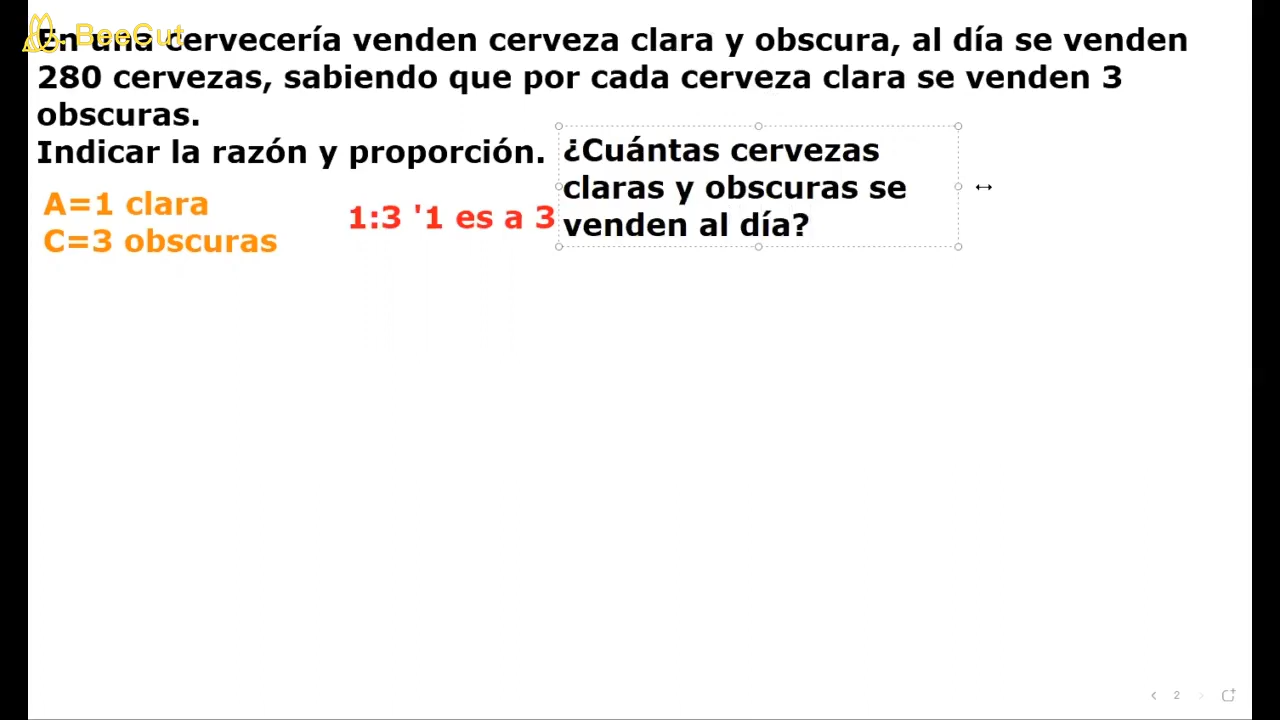 BeeCut
En una cervecería venden cerveza clara y obscura, al día se venden
280 cervezas, sabiendo que por cada cerveza clara se venden 3
obscuras.
Indicar la razón y proporción.
¿Cuántas cervezas
claras y obscuras se
venden al día?
A=1 clara
C=3 obscuras
1:3 '1 es a 3
2